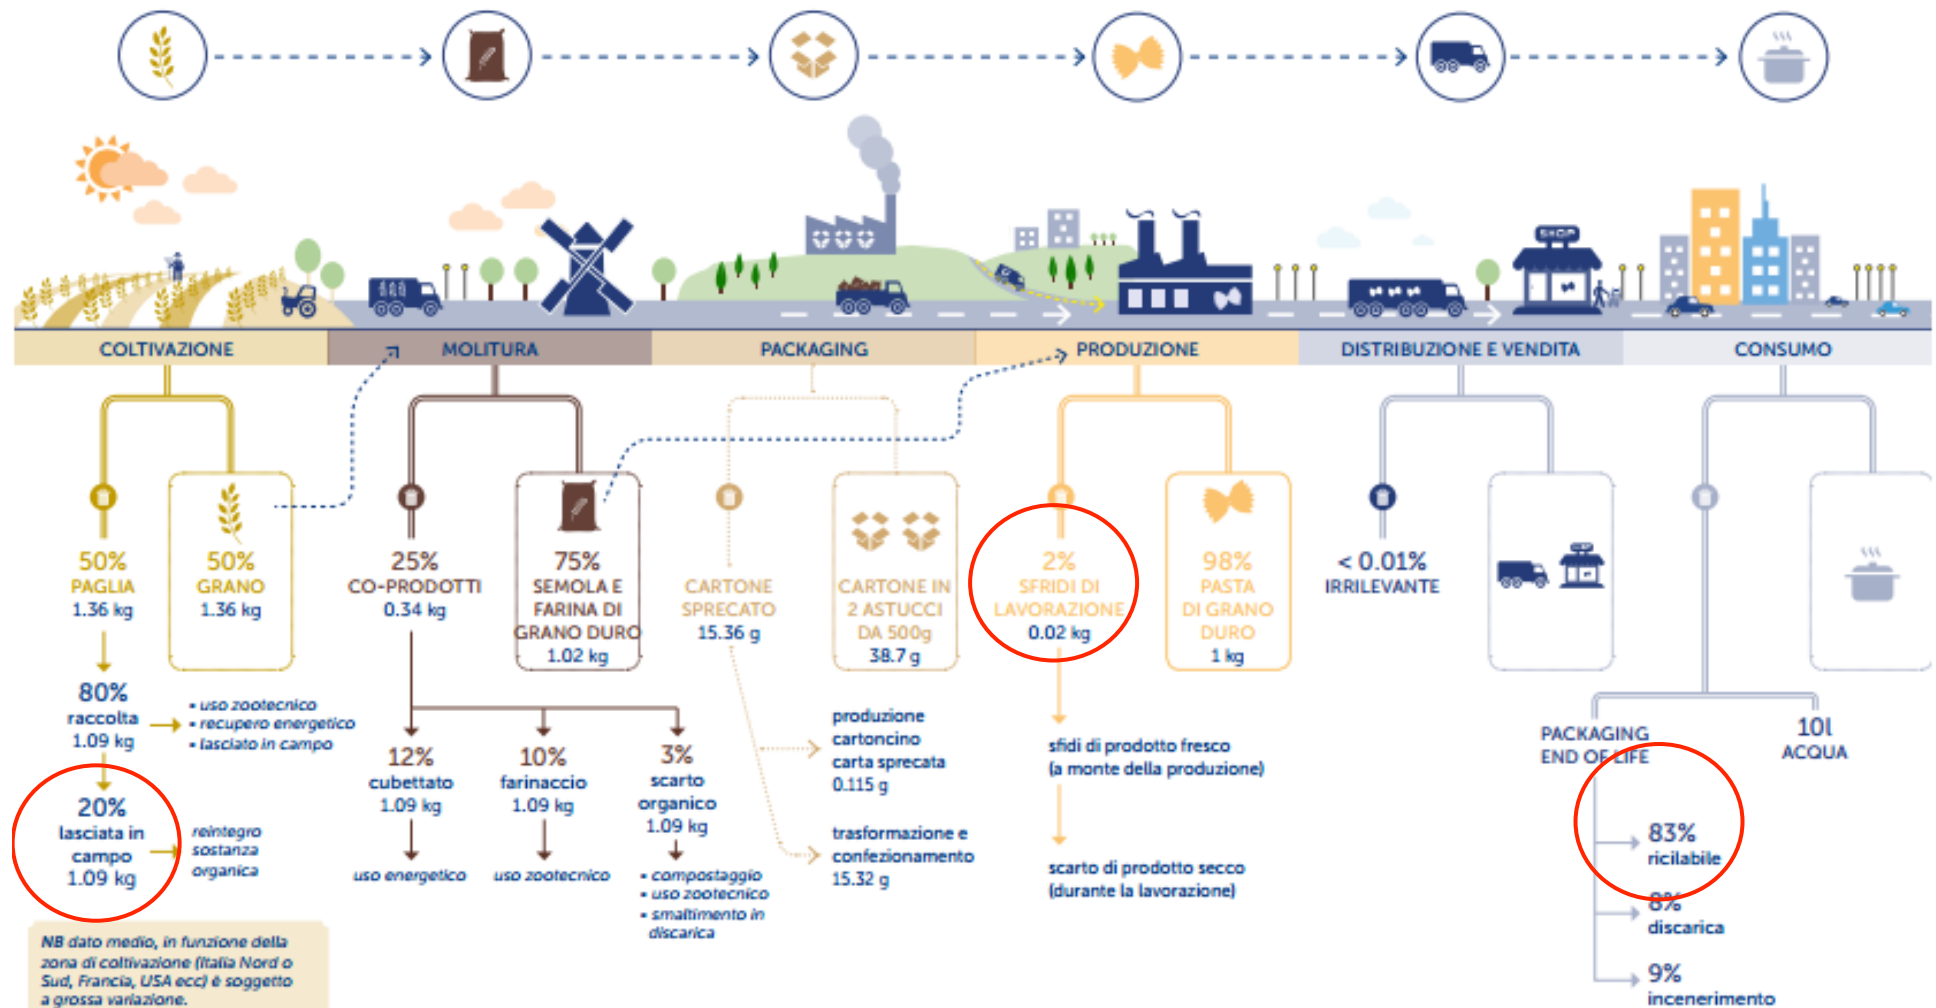 SHOP
COLTIVAZIONE
MOLITURA
PACKAGING
PRODUZIONE
DISTRIBUZIONE E VENDITA
CONSUMO
50%
PAGLIA
1.36 kg
50%
GRANO
1.36 kg
80%
raccolta
1.09 kg
▪ uso zootecnico
▪ recupero energetico
▪ lasciato in campo
20%
lasciata in
campo
1.09 kg
reintegro
sostanza
organica
NB dato medio, in funzione della
zona di coltivazione (Italia Nord o
Sud, Francia, USA ecc) è soggetto
a grossa variazione.
25%
CO-PRODOTTI
0.34 kg
75%
SEMOLA E
FARINA DI
GRANO DURO
1.02 kg
12%
cubettato
1.09 kg
uso energetico
10%
farinaccio
1.09 kg
uso zootecnico
3%
scarto
organico
1.09 kg
▪ compostaggio
▪ uso zootecnico
▪ smaltimento in
discarica
CARTONE
SPRECATO
15.36 g
CARTONE IN
2 ASTUCCI
DA 500g
38.7 g
produzione
cartoncino
carta sprecata
0.115 g
trasformazione e
confezionamento
15.32 g
2%
SFRIDI DI
LAVORAZIONE
0.02 kg
98%
PASTA
DI GRANO
DURO
1 kg
sfidi di prodotto fresco
(a monte della produzione)
scarto di prodotto secco
(durante la lavorazione)
< 0.01%
IRRILEVANTE
PACKAGING
END OF LIFE
10l
ACQUA
83%
ricilabile
8%
discarica
9%
incenerimento